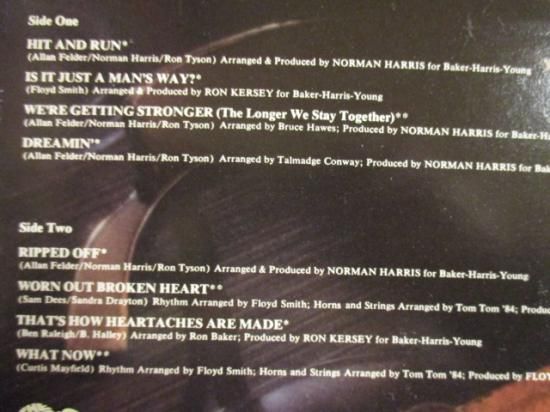 Side One
HIT AND RUN*
(Allan Felder/Norman Harris/Ron Tyson) Arranged & Produced by NORMAN HARRIS for Baker-Harris-Young
IS IT JUST A MAN'S WAY?*
(Floyd Smith) Arranged & Produced by RON KERSEY for Baker-Harris-Young
WE'RE GETTING STRONGER (The Longer We Stay Together)**
(Allan Felder/Norman Harris/Ron Tyson) Arranged by Bruce Hawes; Produced by NORMAN HARRIS for Baker-Ha
DREAMIN'*
(Allan Felder/Norman Harris/Ron Tyson) Arranged by Talmadge Conway; Produced by NORMAN HARRIS for Ba
Side Two
RIPPED OFF*
(Allan Felder/Norman Harris/Ron Tyson) Arranged & Produced by NORMAN HARRIS for Baker-Harris-Young
WORN OUT BROKEN HEART**
(Sam Dees/Sandra Drayton) Rhythm Arranged by Floyd Smith; Horns and Strings Arranged by Tom Tom '84; Produced b
THAT'S HOW HEARTACHES ARE MADE*
(Ben Raleigh/B. Halley) Arranged by Ron Baker; Produced by RON KERSEY for Baker-Harris-Young
WHAT NOW**
(Curtis Mayfield) Rhythm Arranged by Floyd Smith; Horns and Strings Arranged by Tom Tom '84; Produced by FLOY